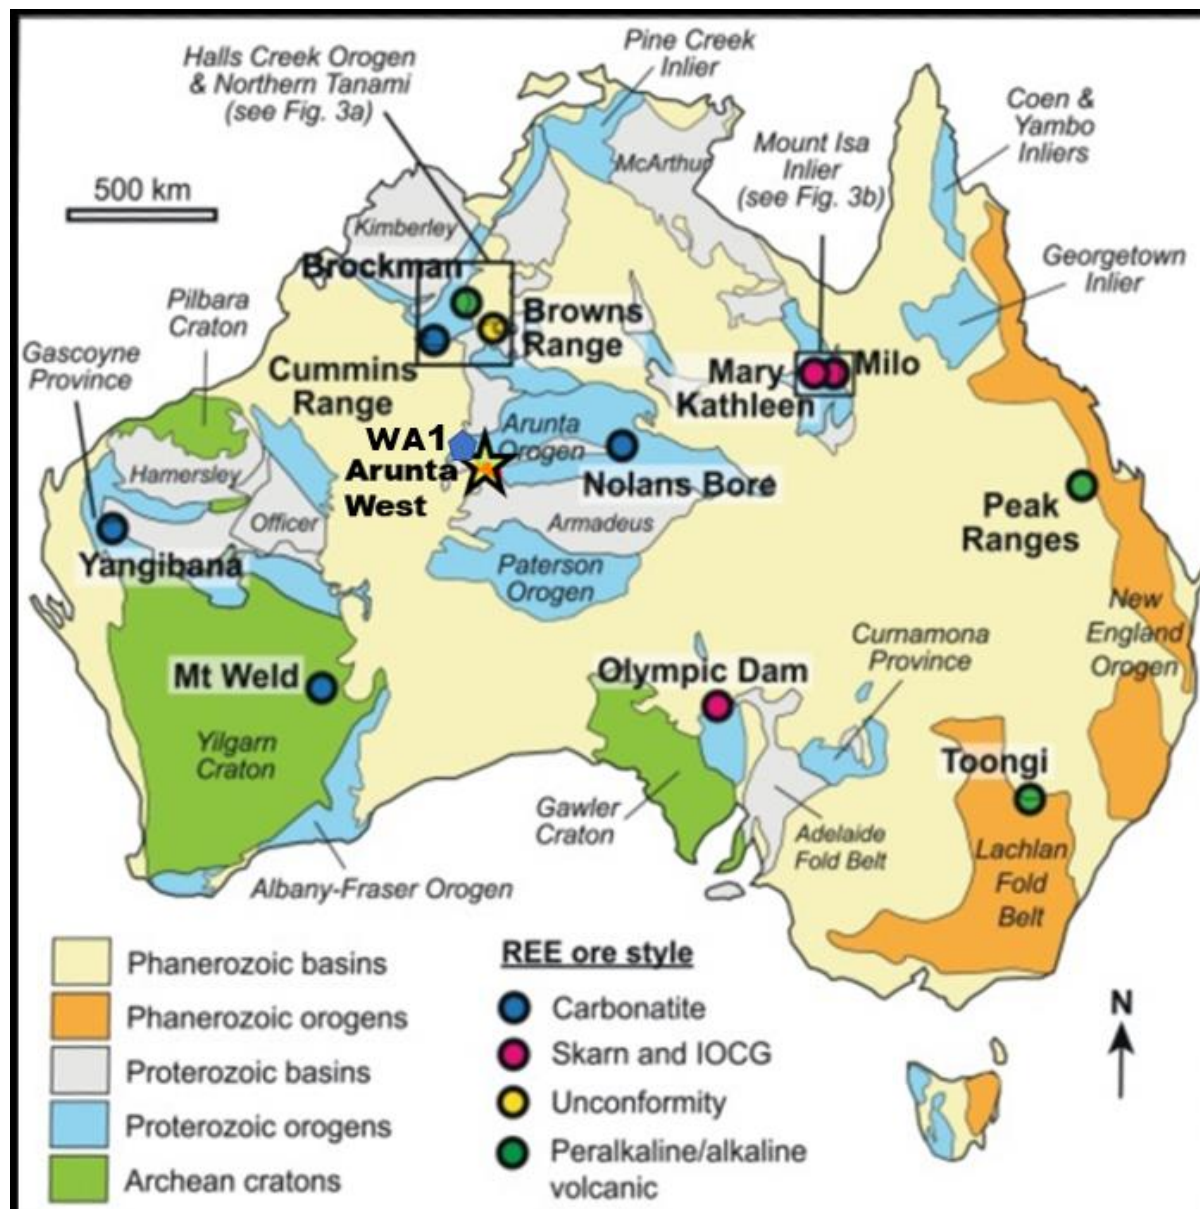 Halls Creek Orogen
& Northern Tanami
(see Fig. 3a)
Pine Creek
Inlier
Coen &
Yambo
Inliers
McArthur
Mount Isa
Inlier
(see Fig. 3b)
500 km
Kimberley
Brockman
Georgetown
Inlier
Pilbara
Craton
Browns
Range
Gascoyne
Province
Cummins
Range
Mary
Kathleen
Milo
Arunta
Orogen
WA1
Arunta
West
Hamersley
Nolans Bore
Officer
Armadeus
Peak
Ranges
Yangibana
Paterson
Orogen
New
England
Orogen
Curnamona
Province
Mt Weld
Olympic Dam
Yilgarn
Craton
Toongi
Gawler
Craton
Adelaide
Fold Belt
Lachlan
Fold
Belt
Albany-Fraser Orogen
Phanerozoic basins
Phanerozoic orogens
Proterozoic basins
Proterozoic orogens
Archean cratons
REE ore style
Carbonatite
Skarn and IOCG
Unconformity
Peralkaline/alkaline
volcanic
N